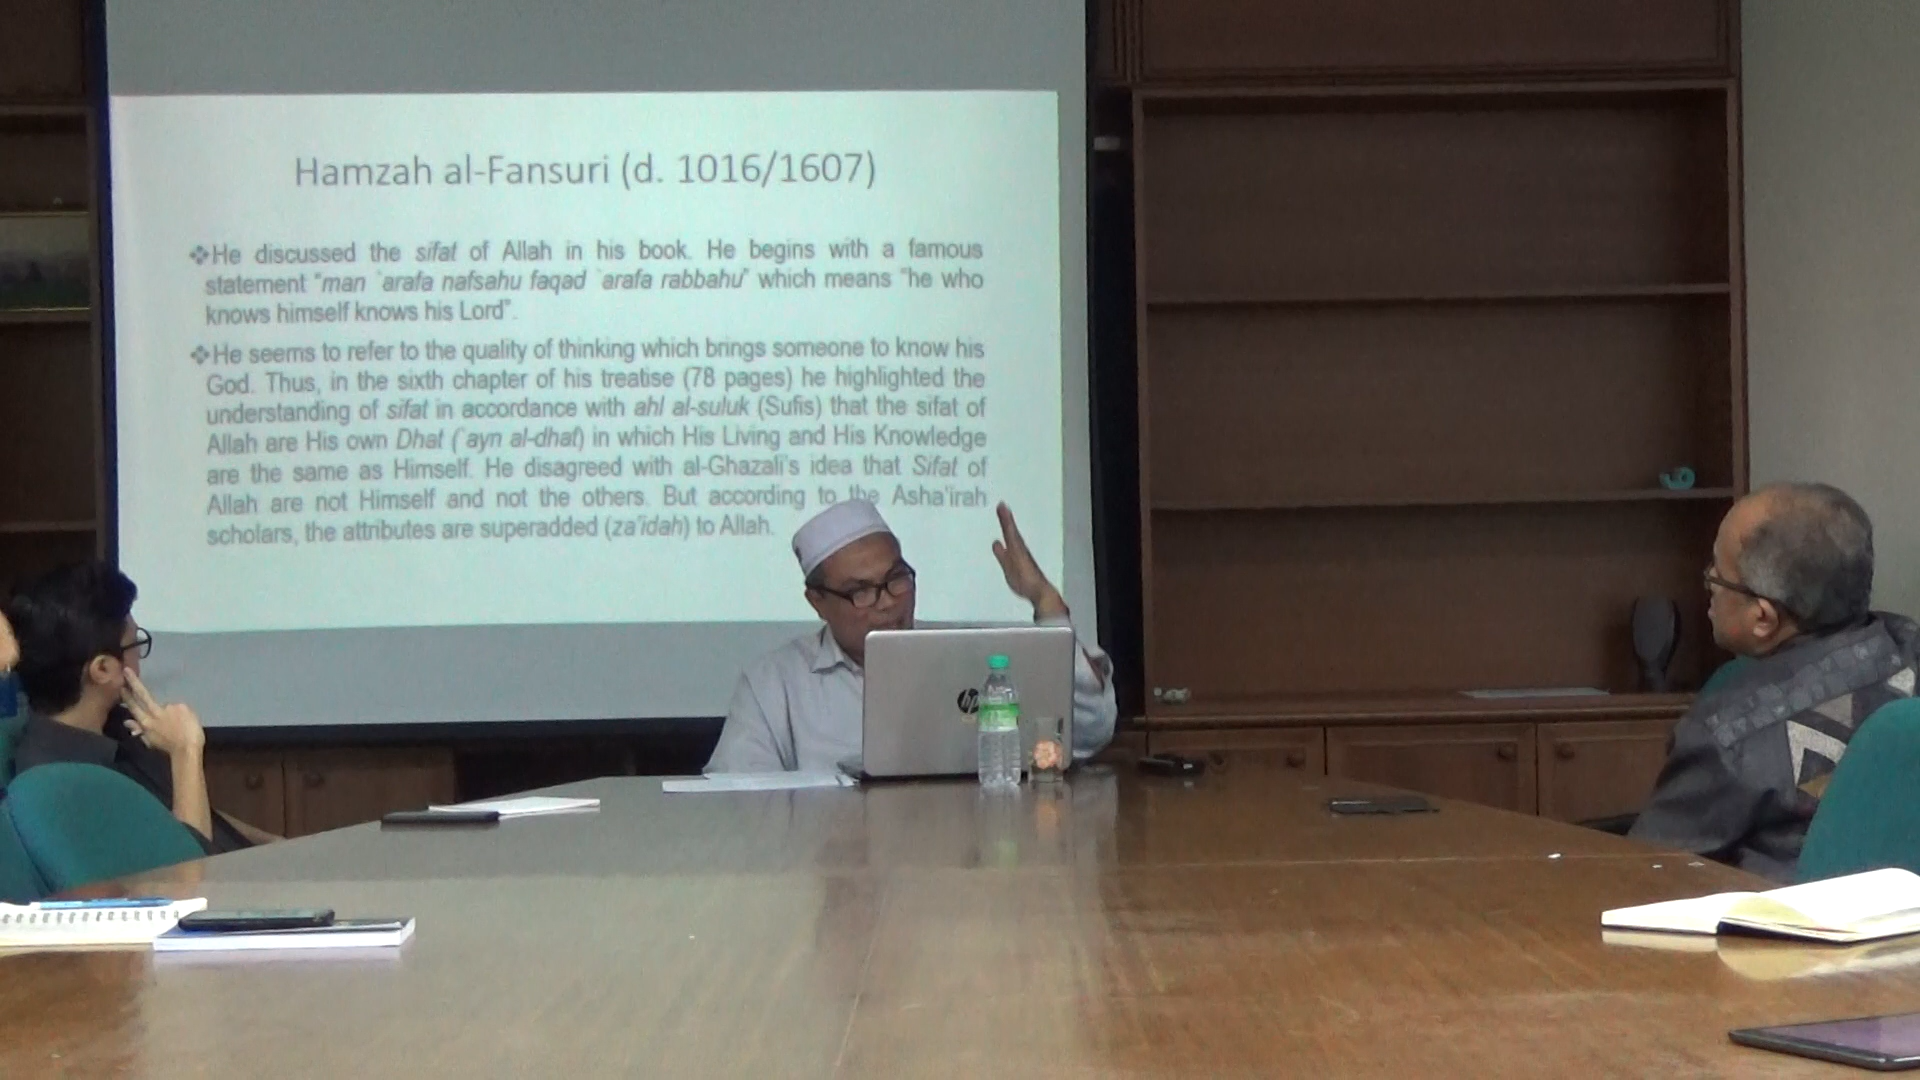 Hamzah al-Fansuri (d. 1016/1607)
❖He discussed the sifat of Allah in his book. He begins with a famous
statement “man `arafa nafsahu faqad `arafa rabbahu” which means “he who
knows himself knows his Lord”.
❖He seems to refer to the quality of thinking which brings someone to know his
God. Thus, in the sixth chapter of his treatise (78 pages) he highlighted the
understanding of sifat in accordance with ahl al-suluk (Sufis) that the sifat of
Allah are His own Dhat (`ayn al-dhat) in which His Living and His Knowledge
are the same as Himself. He disagreed with al-Ghazali’s idea that Sifat of
Allah are not Himself and not the others. But according to the Asha’irah
scholars, the attributes are superadded (za’idah) to Allah.
hp